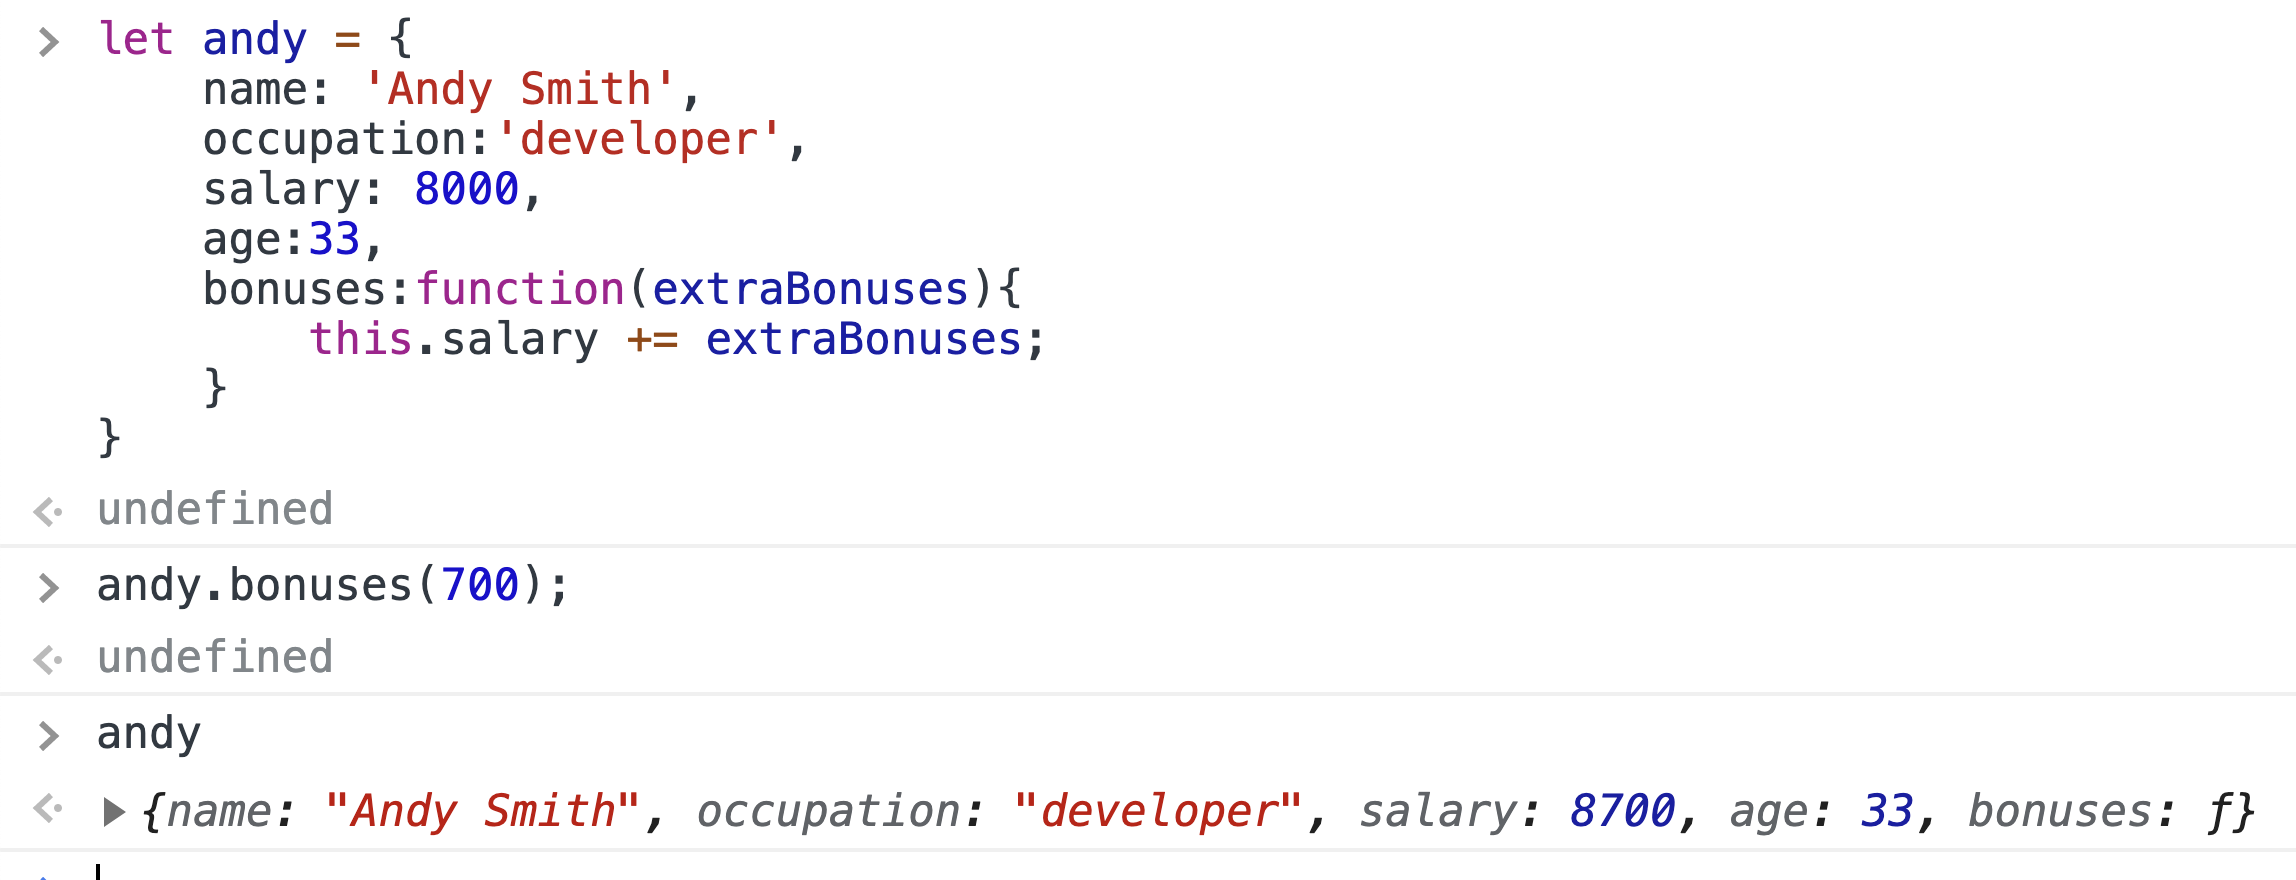 let andy = {
    name: 'Andy Smith',
    occupation:'developer',
    salary: 8000,
    age:33,
    bonuses:function(extraBonuses){
        this.salary += extraBonuses;
    }
}
undefined
andy.bonuses(700);
undefined
andy
{name: "Andy Smith", occupation: "developer", salary: 8700, age: 33, bonuses: ƒ}